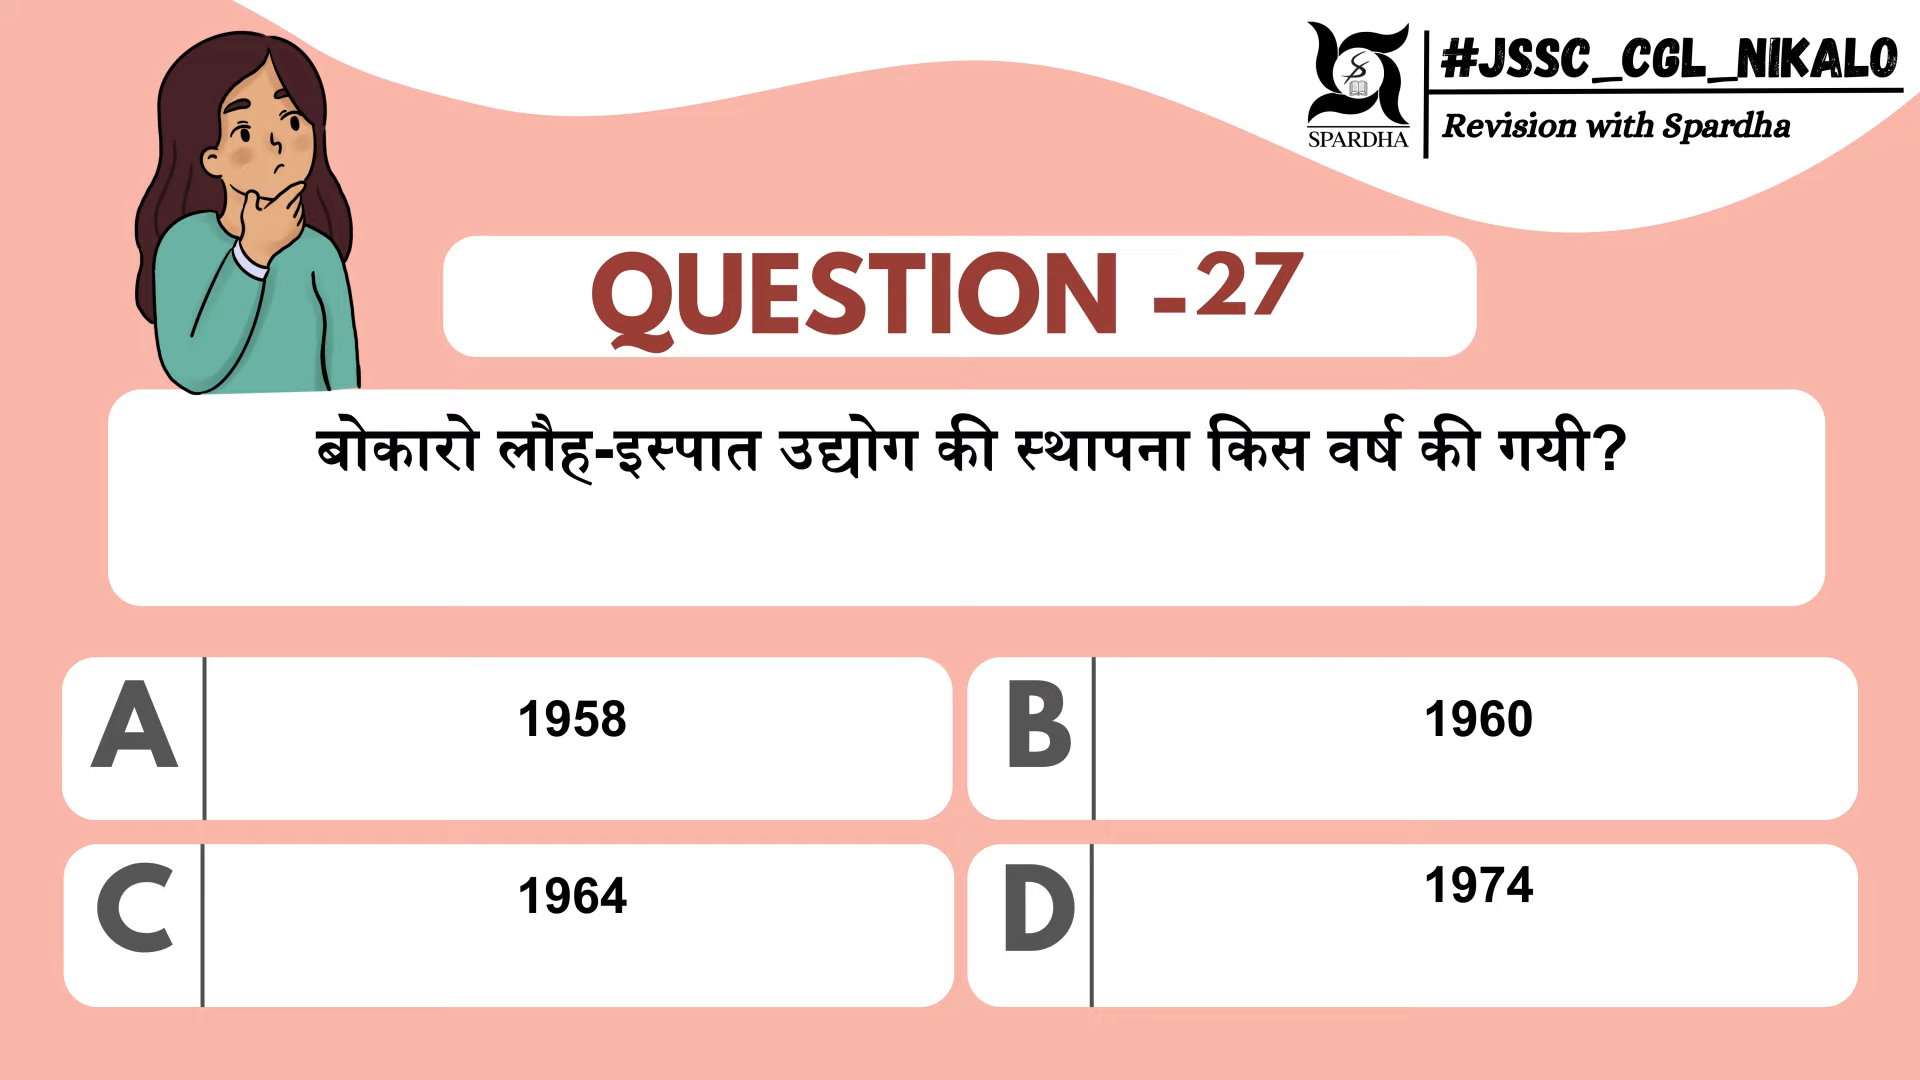 SPARDHA
#JSSC_CGL_NIKALO
Revision with Spardha
QUESTION -27
बोकारो लौह-इस्पात उद्योग की स्थापना किस वर्ष की गयी?
A 1958
B 1960
C 1964
D 1974